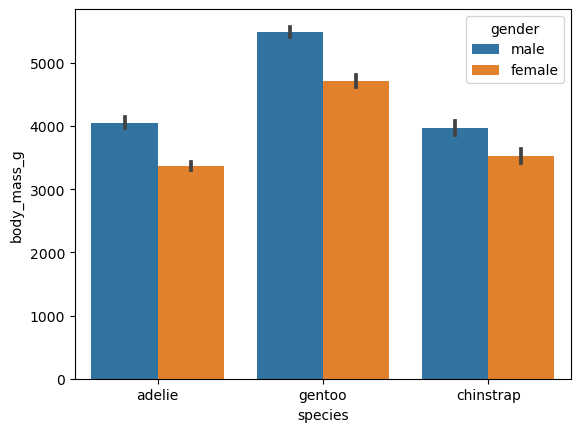 gender
male
female
body_mass_g
5000
4000
3000
2000
1000
0
adelie
gentoo
chinstrap
species